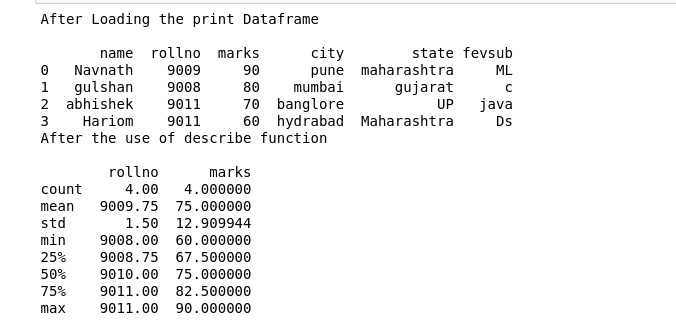 After Loading the print Dataframe
name rollno marks city state fevsub
0 Navnath 9009 90 pune maharashtra ML
1 gulshan 9008 80 mumbai gujarat c
2 abhishek 9011 70 banglore UP java
3 Hariom 9011 60 hydrabad Maharashtra Ds
After the use of describe function
rollno marks
count 4.00 4.000000
mean 9009.75 75.000000
std 1.50 12.909944
min 9008.00 60.000000
25% 9008.75 67.500000
50% 9010.00 75.000000
75% 9011.00 82.500000
max 9011.00 90.000000